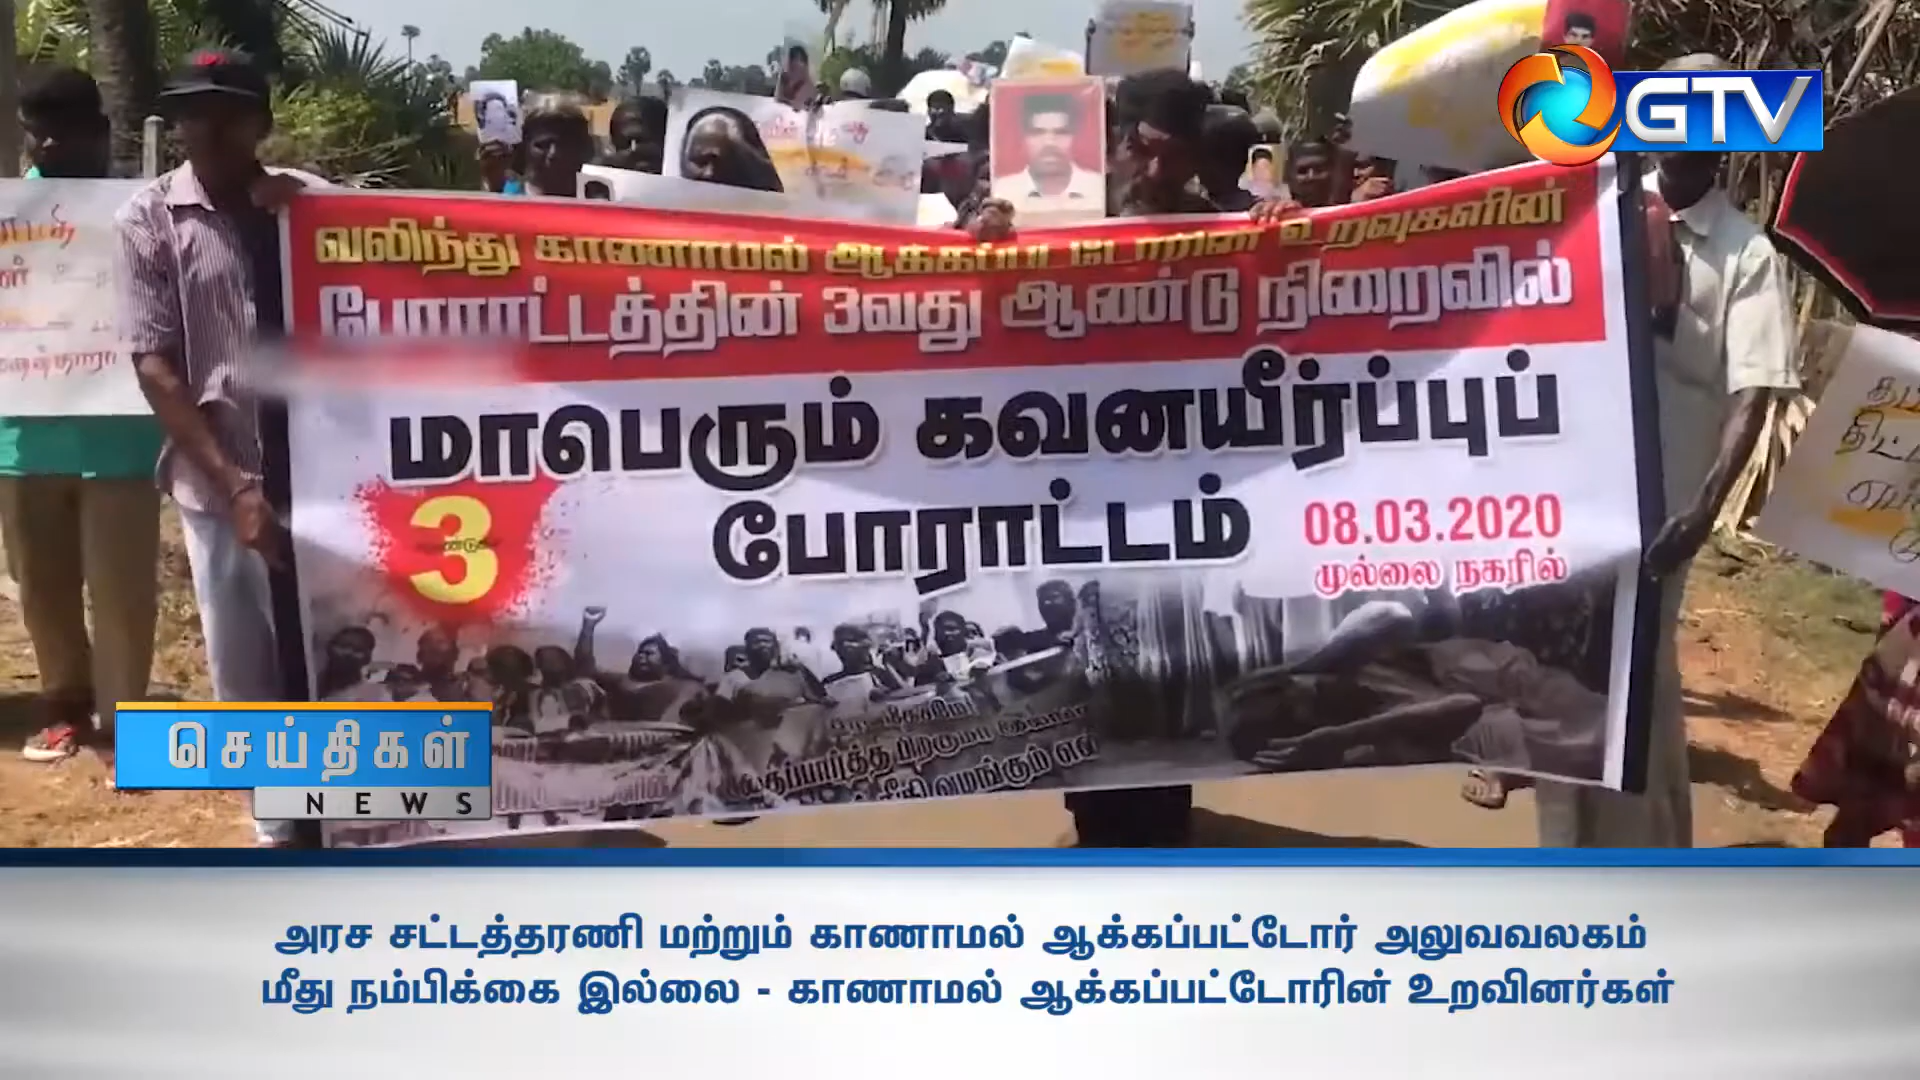 GTV
வலிந்து காணாமல் ஆக்கப்பட்டோரின் உறவுகளின்
போராட்டத்தின் 3வது ஆண்டு நிறைவில்
மாபெரும் கவனயீர்ப்புப்
போராட்டம்
08.03.2020
முல்லை நகரில்
3
செய்திகள்
NEWS
அரச சட்டத்தரணி மற்றும் காணாமல் ஆக்கப்பட்டோர் அலுவவலகம்
மீது நம்பிக்கை இல்லை - காணாமல் ஆக்கப்பட்டோரின் உறவினர்கள்